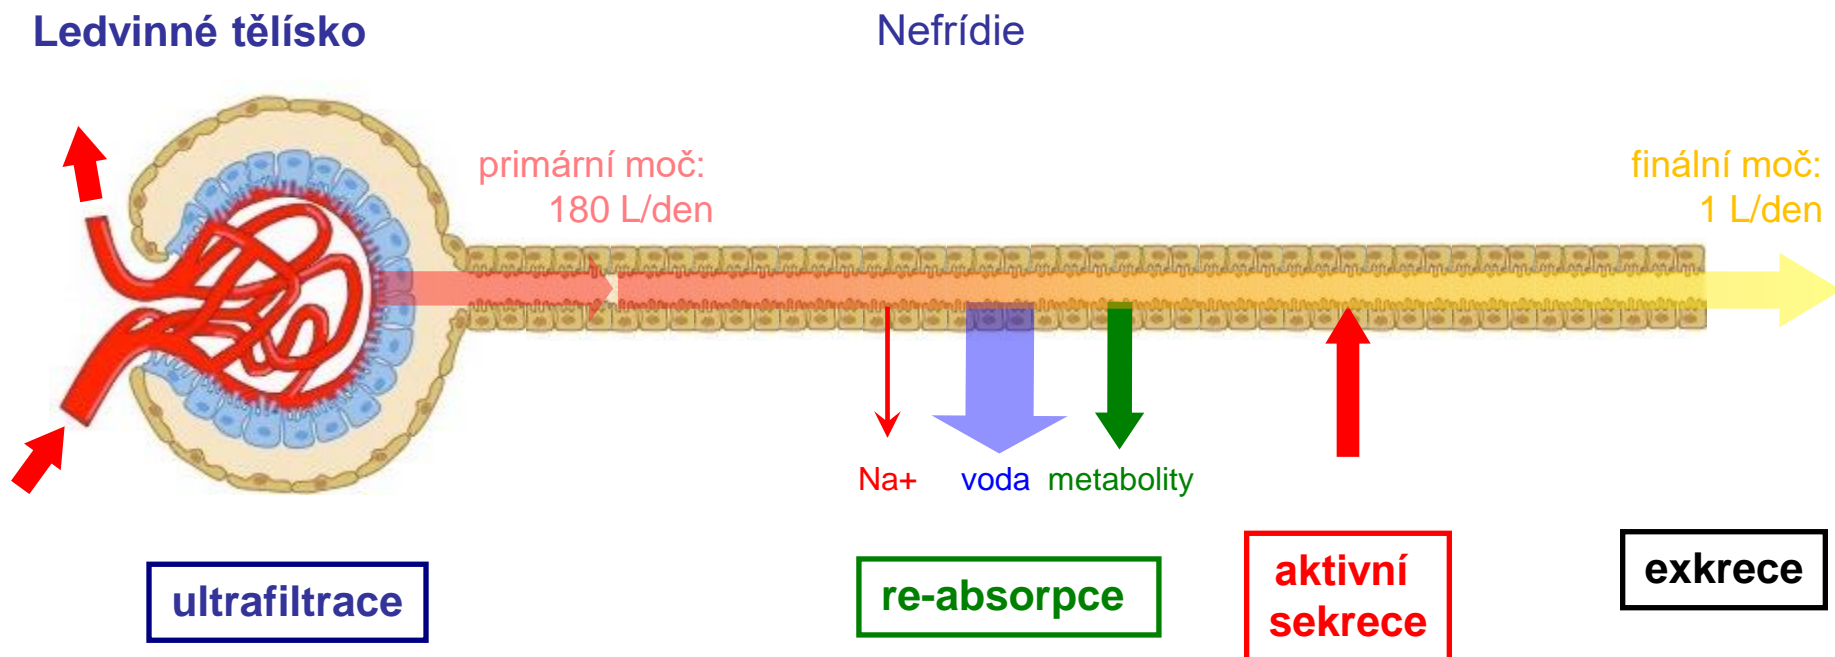 Ledvinné tělísko
Nefrídie
primární moč:
180 L/den
finální moč:
1 L/den
Na+
voda
metabolity
ultrafiltrace
re-absorpce
aktivní
sekrece
exkrece